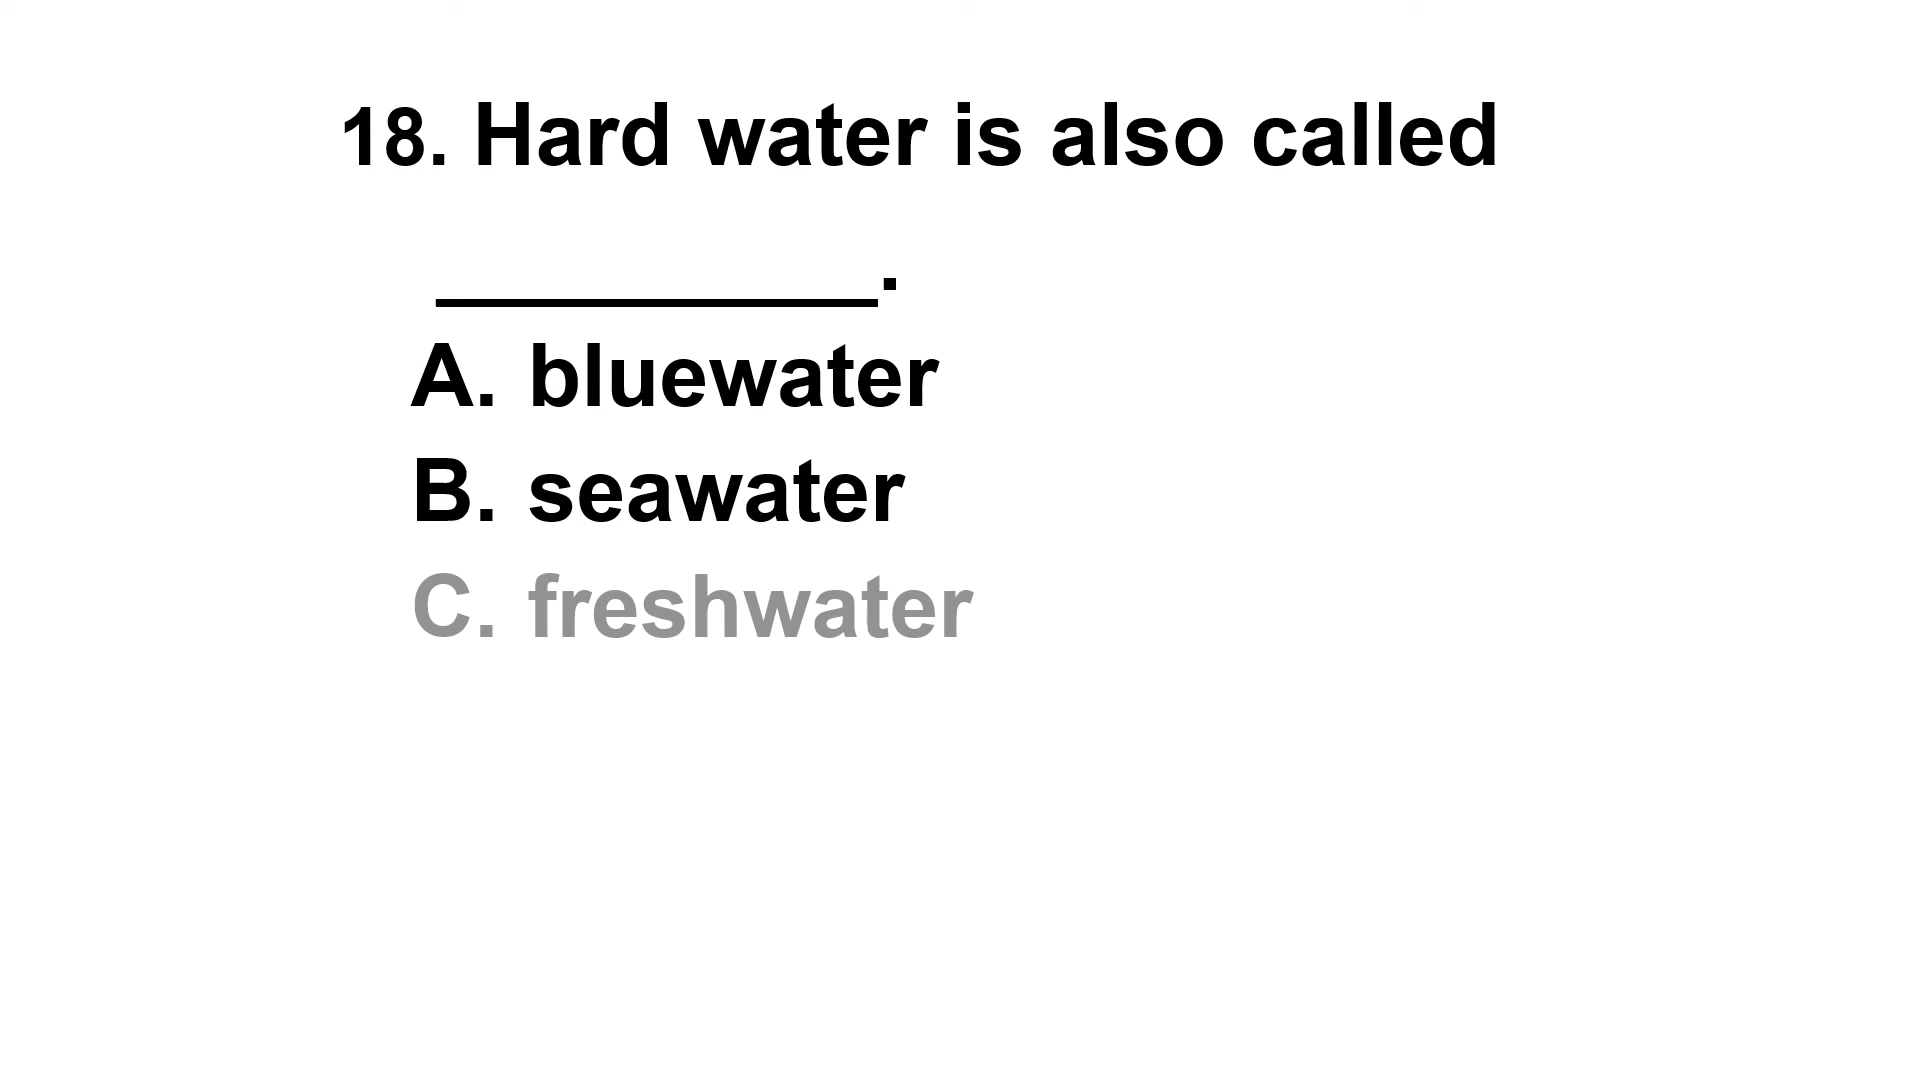 18. Hard water is also called
__________.
A. bluewater
B. seawater
C. freshwater